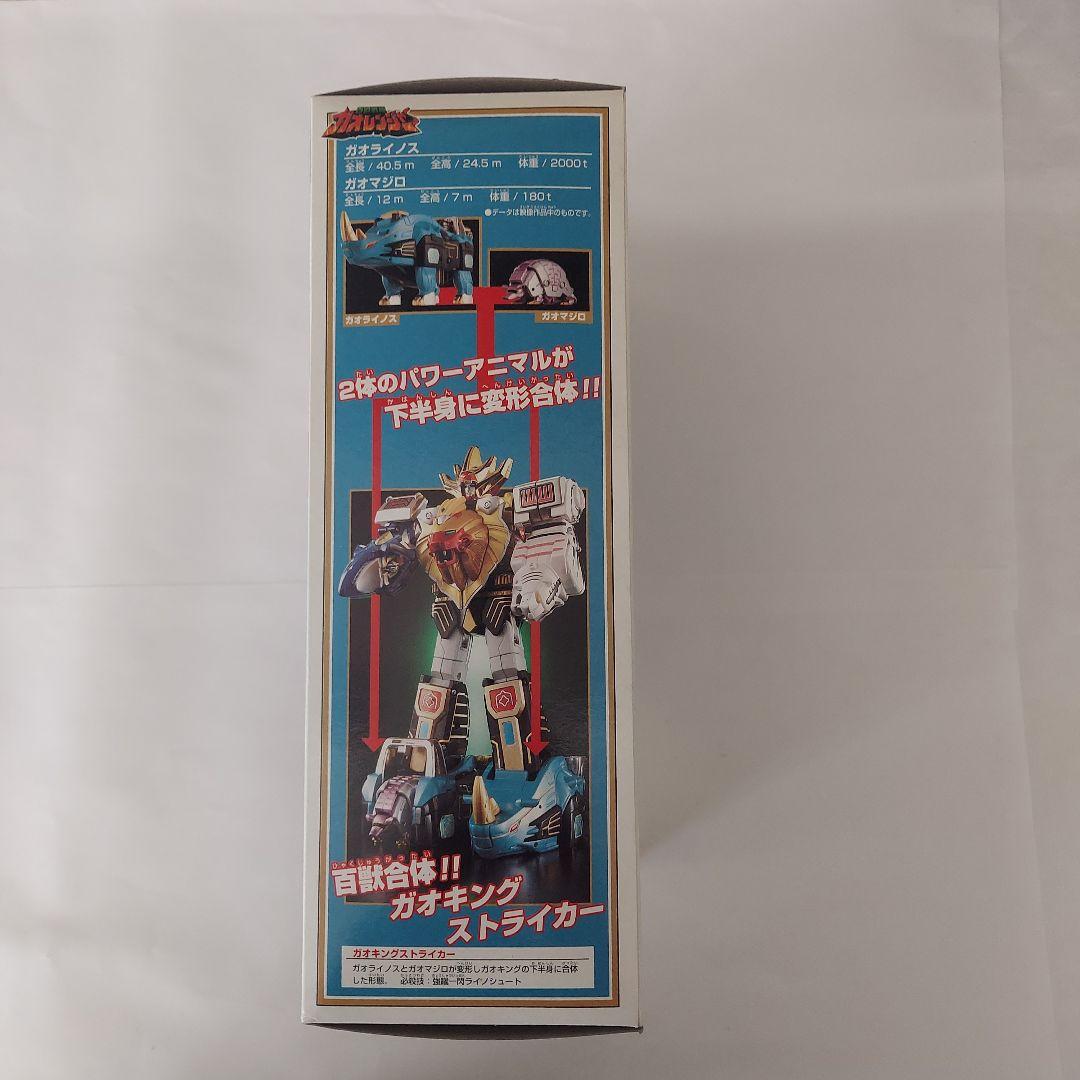 百獣戦隊
ガオレンジャー
ガオライノス
全長 / 40.5 m 全高 / 24.5 m 体重 / 2000 t
ガオマジロ
全長 / 12 m 全高 / 7 m 体重 / 180 t
●データは映像作品中のものです。
ガオライノス
ガオマジロ
2体のパワーアニマルが
下半身に変形合体!!
百獣合体!!
ガオキング
ストライカー
ガオキングストライカー
ガオライノスとガオマジロが変形しガオキングの下半身に合体
した形態。 必殺技:強蹴一閃ライノシュート